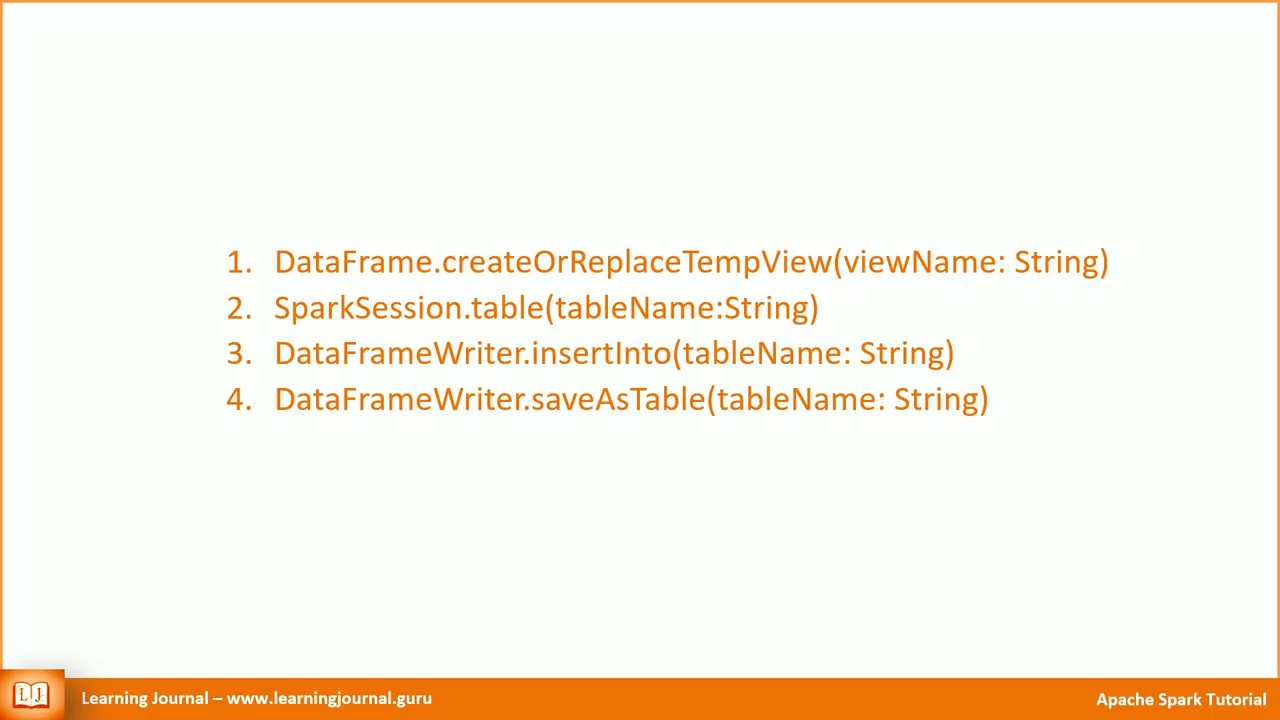 1. DataFrame.createOrReplaceTempView(viewName: String)
2. SparkSession.table(tableName:String)
3. DataFrameWriter.insertInto(tableName: String)
4. DataFrameWriter.saveAsTable(tableName: String)
LJ
Learning Journal – www.learningjournal.guru
Apache Spark Tutorial